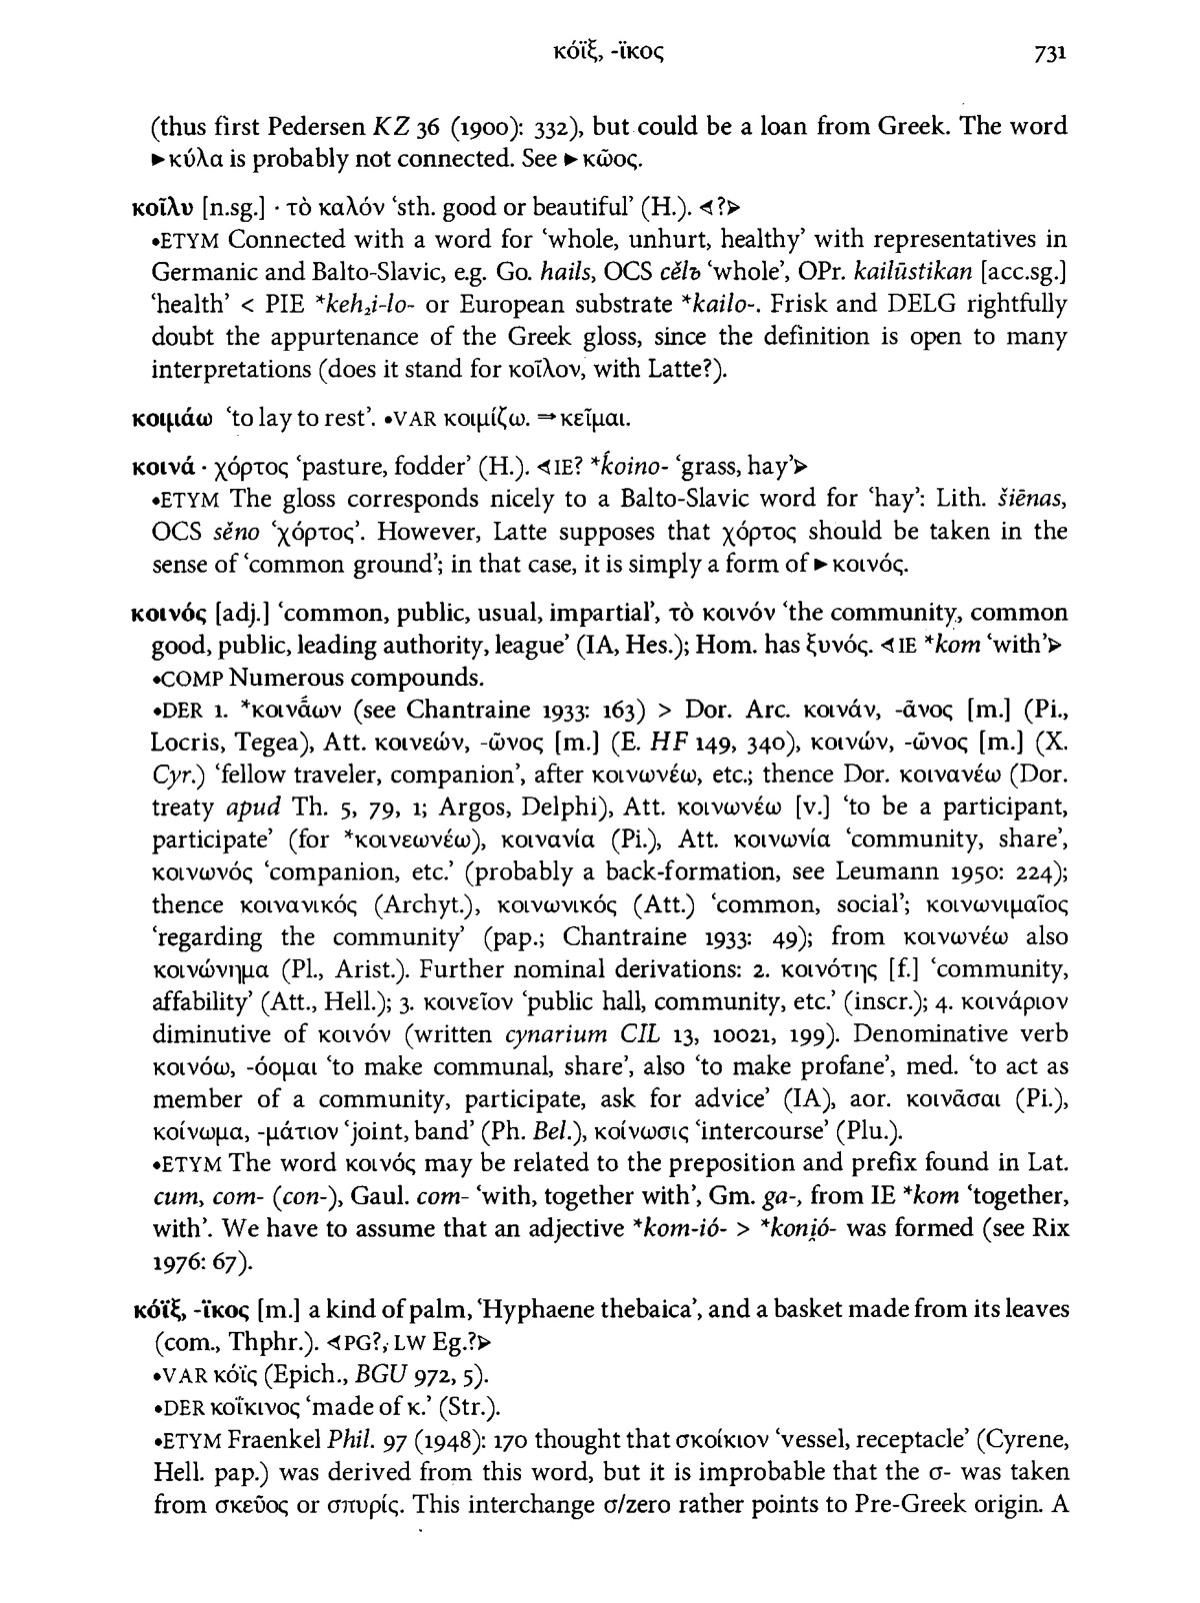 κόϊξ, -ϊκος 731
(thus first Pedersen KZ 36 (1900): 332), but could be a loan from Greek. The word
►κύλα is probably not connected. See ►κῶος.
κοῖλυ [n.sg.] · τὸ καλόν ‘sth. good or beautiful’ (H.). ⊲?⊳
•ETYM Connected with a word for ‘whole, unhurt, healthy’ with representatives in
Germanic and Balto-Slavic, e.g. Go. hails, OCS cělъ ‘whole’, OPr. kailūstikan [acc.sg.]
‘health’ < PIE *keh₂i-lo- or European substrate *kailo-. Frisk and DELG rightfully
doubt the appurtenance of the Greek gloss, since the definition is open to many
interpretations (does it stand for κοῖλον, with Latte?).
κοιμάω ‘to lay to rest’. •VAR κοιμίζω. ⇒κεῖμαι.
κοινά · χόρτος ‘pasture, fodder’ (H.). ⊲IE? *ḱoino- ‘grass, hay’⊳
•ETYM The gloss corresponds nicely to a Balto-Slavic word for ‘hay’: Lith. šiẽnas,
OCS sěno ‘χόρτος’. However, Latte supposes that χόρτος should be taken in the
sense of ‘common ground’; in that case, it is simply a form of ►κοινός.
κοινός [adj.] ‘common, public, usual, impartial’, τὸ κοινόν ‘the community, common
good, public, leading authority, league’ (IA, Hes.); Hom. has ξυνός. ⊲IE *kom ‘with’⊳
•COMP Numerous compounds.
•DER 1. *κοινᾱ́ων (see Chantraine 1933: 163) > Dor. Arc. κοινάν, -ᾶνος [m.] (Pi.,
Locris, Tegea), Att. κοινεών, -ῶνος [m.] (E. HF 149, 340), κοινών, -ῶνος [m.] (X.
Cyr.) ‘fellow traveler, companion’, after κοινωνέω, etc.; thence Dor. κοινανέω (Dor.
treaty apud Th. 5, 79, 1; Argos, Delphi), Att. κοινωνέω [v.] ‘to be a participant,
participate’ (for *κοινεωνέω), κοινανία (Pi.), Att. κοινωνία ‘community, share’,
κοινωνός ‘companion, etc.’ (probably a back-formation, see Leumann 1950: 224);
thence κοινανικός (Archyt.), κοινωνικός (Att.) ‘common, social’; κοινωνιμαῖος
‘regarding the community’ (pap.; Chantraine 1933: 49); from κοινωνέω also
κοινώνημα (Pl., Arist.). Further nominal derivations: 2. κοινότης [f.] ‘community,
affability’ (Att., Hell.); 3. κοινεῖον ‘public hall, community, etc.’ (inscr.); 4. κοινάριον
diminutive of κοινόν (written cynarium CIL 13, 10021, 199). Denominative verb
κοινόω, -όομαι ‘to make communal, share’, also ‘to make profane’, med. ‘to act as
member of a community, participate, ask for advice’ (IA), aor. κοινᾶσαι (Pi.),
κοίνωμα, -μάτιον ‘joint, band’ (Ph. Bel.), κοίνωσις ‘intercourse’ (Plu.).
•ETYM The word κοινός may be related to the preposition and prefix found in Lat.
cum, com- (con-), Gaul. com- ‘with, together with’, Gm. ga-, from IE *kom ‘together,
with’. We have to assume that an adjective *kom-ió- > *koni̯ó- was formed (see Rix
1976: 67).
κόϊξ, -ϊκος [m.] a kind of palm, ‘Hyphaene thebaica’, and a basket made from its leaves
(com., Thphr.). ⊲PG?, LW Eg.?⊳
•VAR κόϊς (Epich., BGU 972, 5).
•DER κοΐκινος ‘made of κ.’ (Str.).
•ETYM Fraenkel Phil. 97 (1948): 170 thought that σκοίκιον ‘vessel, receptacle’ (Cyrene,
Hell. pap.) was derived from this word, but it is improbable that the σ- was taken
from σκεῦος or σπυρίς. This interchange σ/zero rather points to Pre-Greek origin. A